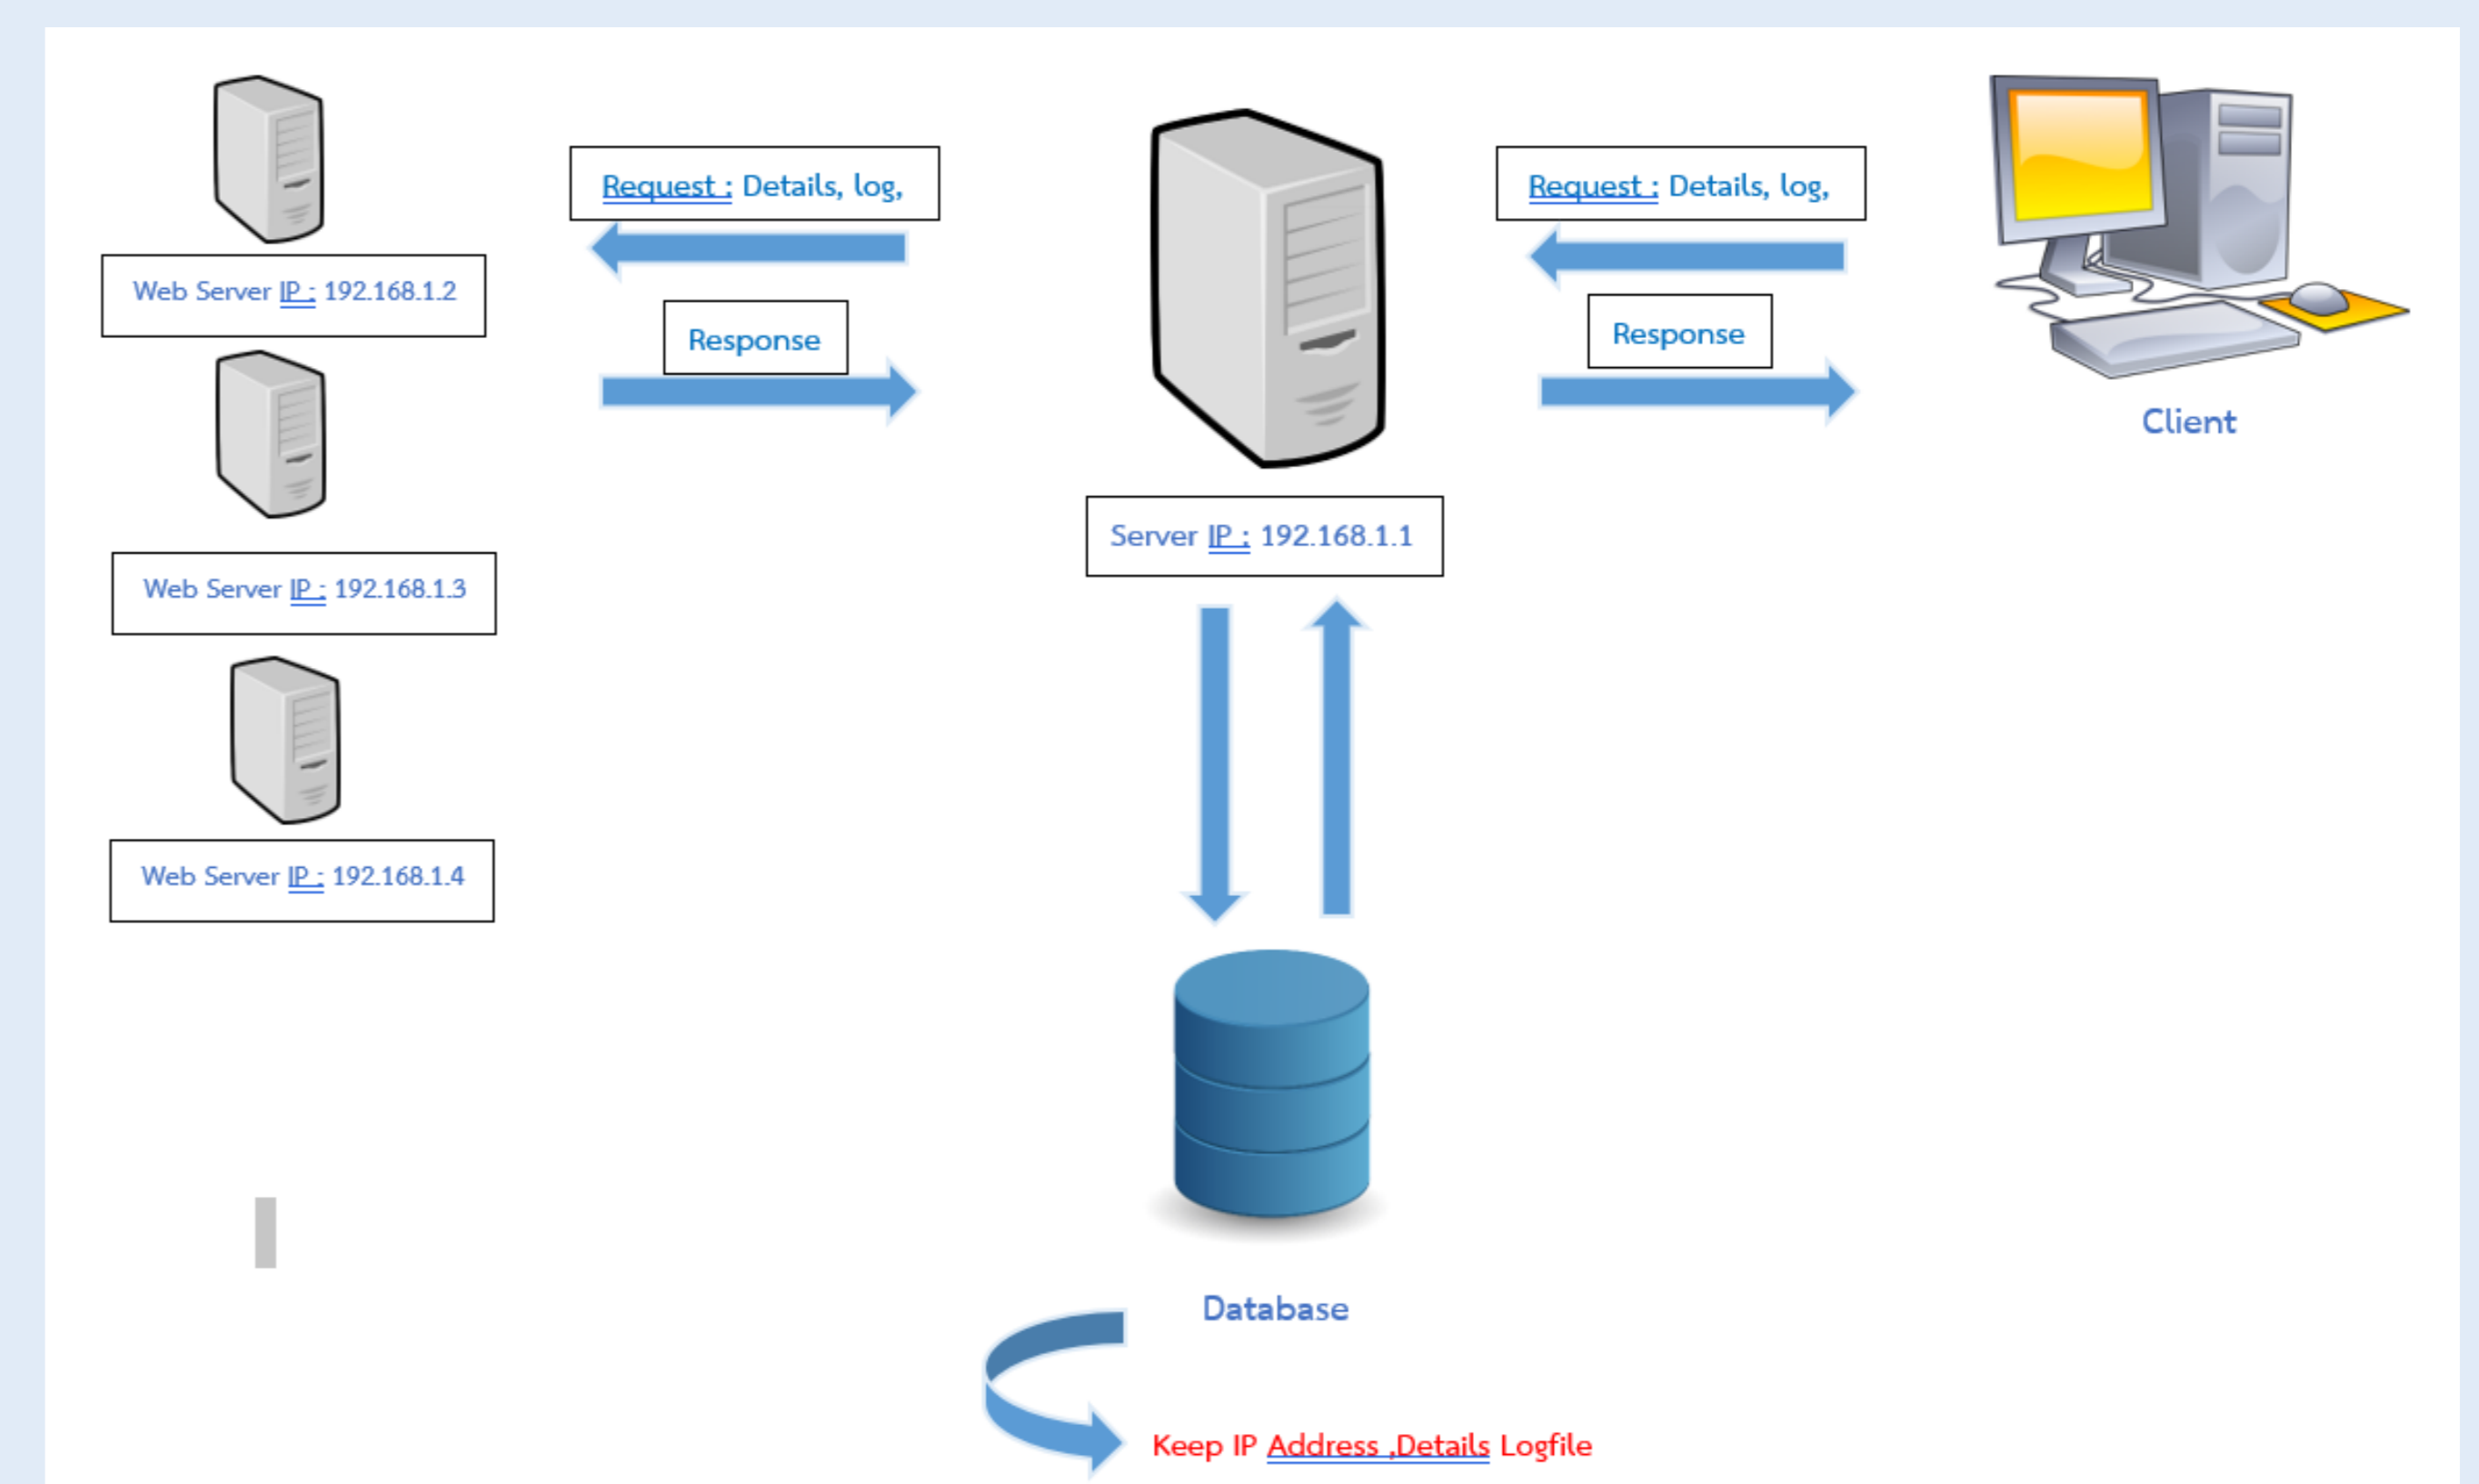 Request : Details, log,
Request : Details, log,
Web Server IP : 192.168.1.2
Response
Response
Client
Server IP : 192.168.1.1
Web Server IP : 192.168.1.3
Web Server IP : 192.168.1.4
Database
Keep IP Address ,Details Logfile